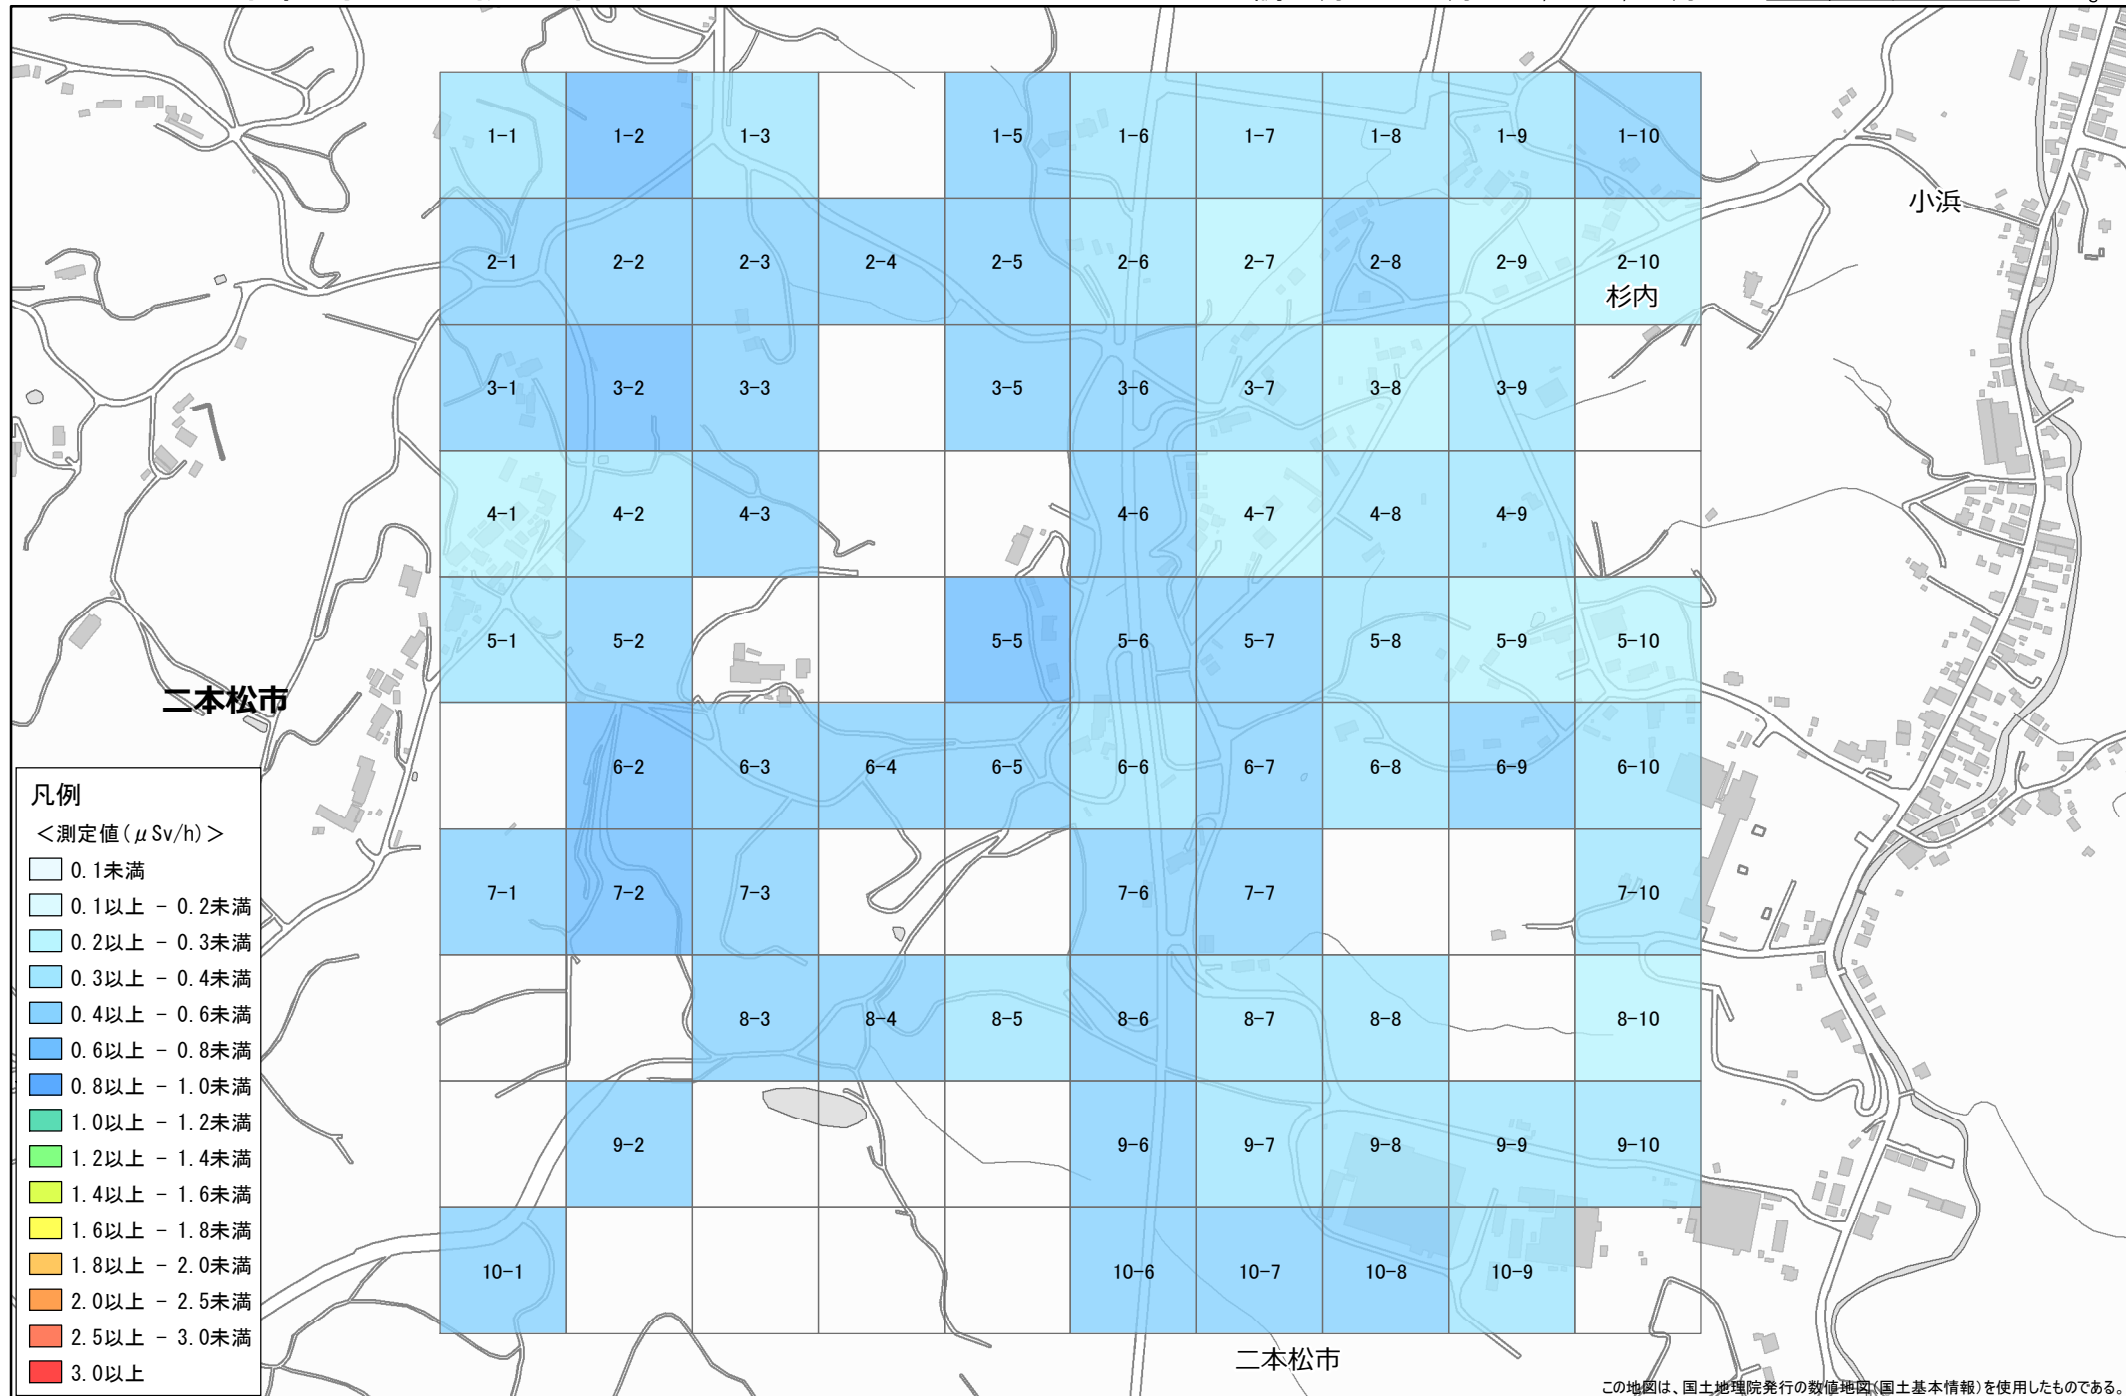 1-1 1-2 1-3 1-5 1-6 1-7 1-8 1-9 1-10
小浜
2-1 2-2 2-3 2-4 2-5 2-6 2-7 2-8 2-9 2-10
杉内
3-1 3-2 3-3 3-5 3-6 3-7 3-8 3-9
4-1 4-2 4-3 4-6 4-7 4-8 4-9
5-1 5-2 5-5 5-6 5-7 5-8 5-9 5-10
二本松市
6-2 6-3 6-4 6-5 6-6 6-7 6-8 6-9 6-10
7-1 7-2 7-3 7-6 7-7 7-10
8-3 8-4 8-5 8-6 8-7 8-8 8-10
9-2 9-6 9-7 9-8 9-9 9-10
10-1 10-6 10-7 10-8 10-9
凡例
＜測定値(μSv/h)＞
0.1未満
0.1以上 - 0.2未満
0.2以上 - 0.3未満
0.3以上 - 0.4未満
0.4以上 - 0.6未満
0.6以上 - 0.8未満
0.8以上 - 1.0未満
1.0以上 - 1.2未満
1.2以上 - 1.4未満
1.4以上 - 1.6未満
1.6以上 - 1.8未満
1.8以上 - 2.0未満
2.0以上 - 2.5未満
2.5以上 - 3.0未満
3.0以上
二本松市
この地図は、国土地理院発行の数値地図(国土基本情報)を使用したものである。